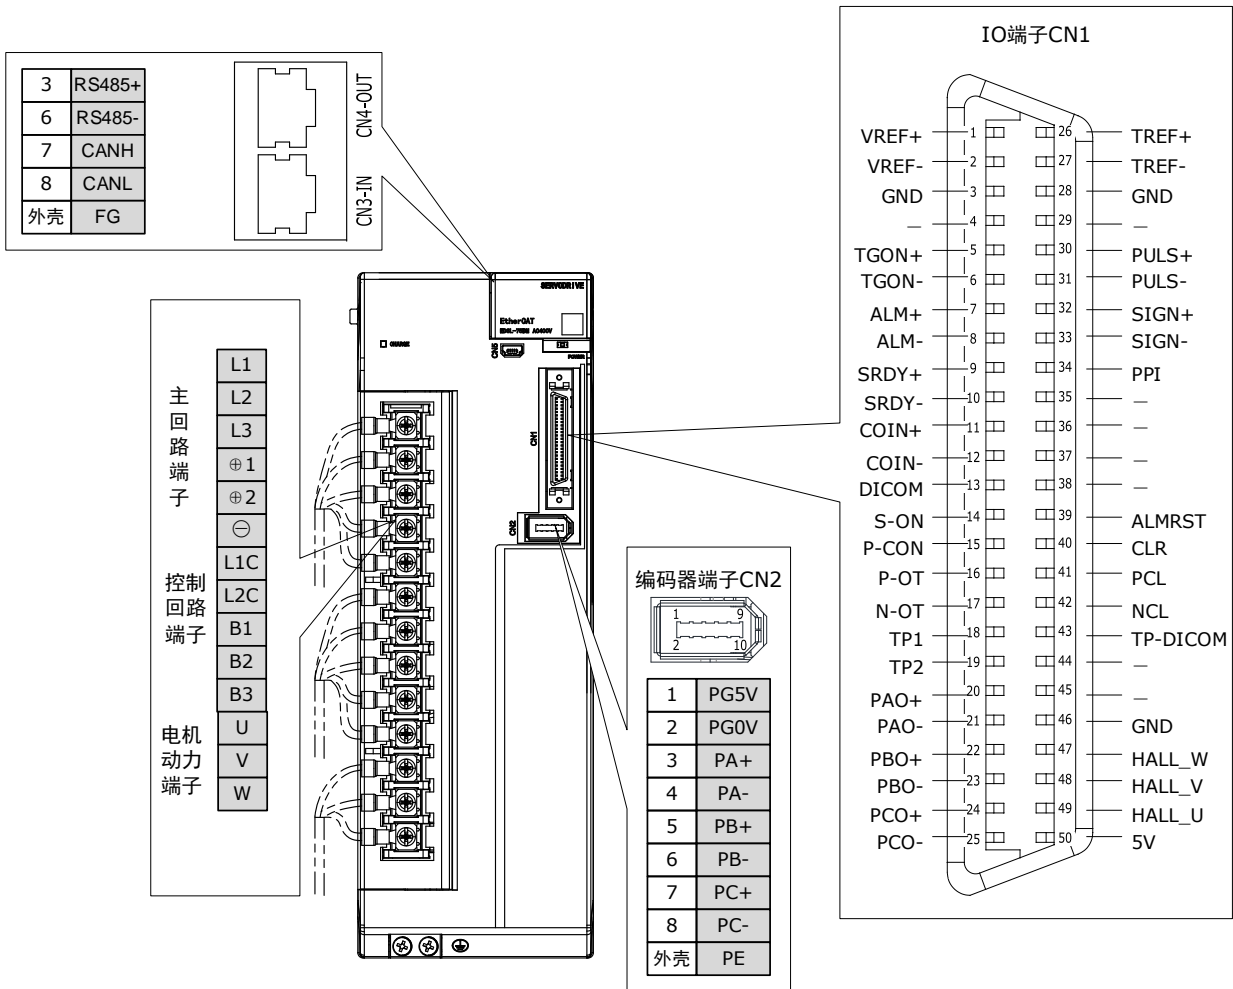 3 RS485+
6 RS485-
7 CANH
8 CANL
外壳 FG
CN4-OUT
CN3-IN
主回路端子
L1
L2
L3
⊕1
⊕2
⊖
控制回路端子
L1C
L2C
B1
B2
B3
电机动力端子
U
V
W
SERVODRIVE
EtherCAT
CHARGE
POWER
CN5
CN1
CN2
编码器端子CN2
1 9
2 10
1 PG5V
2 PG0V
3 PA+
4 PA-
5 PB+
6 PB-
7 PC+
8 PC-
外壳 PE
IO端子CN1
VREF+ 1 26 TREF+
VREF- 2 27 TREF-
GND 3 28 GND
— 4 29 —
TGON+ 5 30 PULS+
TGON- 6 31 PULS-
ALM+ 7 32 SIGN+
ALM- 8 33 SIGN-
SRDY+ 9 34 PPI
SRDY- 10 35 —
COIN+ 11 36 —
COIN- 12 37 —
DICOM 13 38 —
S-ON 14 39 ALMRST
P-CON 15 40 CLR
P-OT 16 41 PCL
N-OT 17 42 NCL
TP1 18 43 TP-DICOM
TP2 19 44 —
PAO+ 20 45 —
PAO- 21 46 GND
PBO+ 22 47 HALL_W
PBO- 23 48 HALL_V
PCO+ 24 49 HALL_U
PCO- 25 50 5V